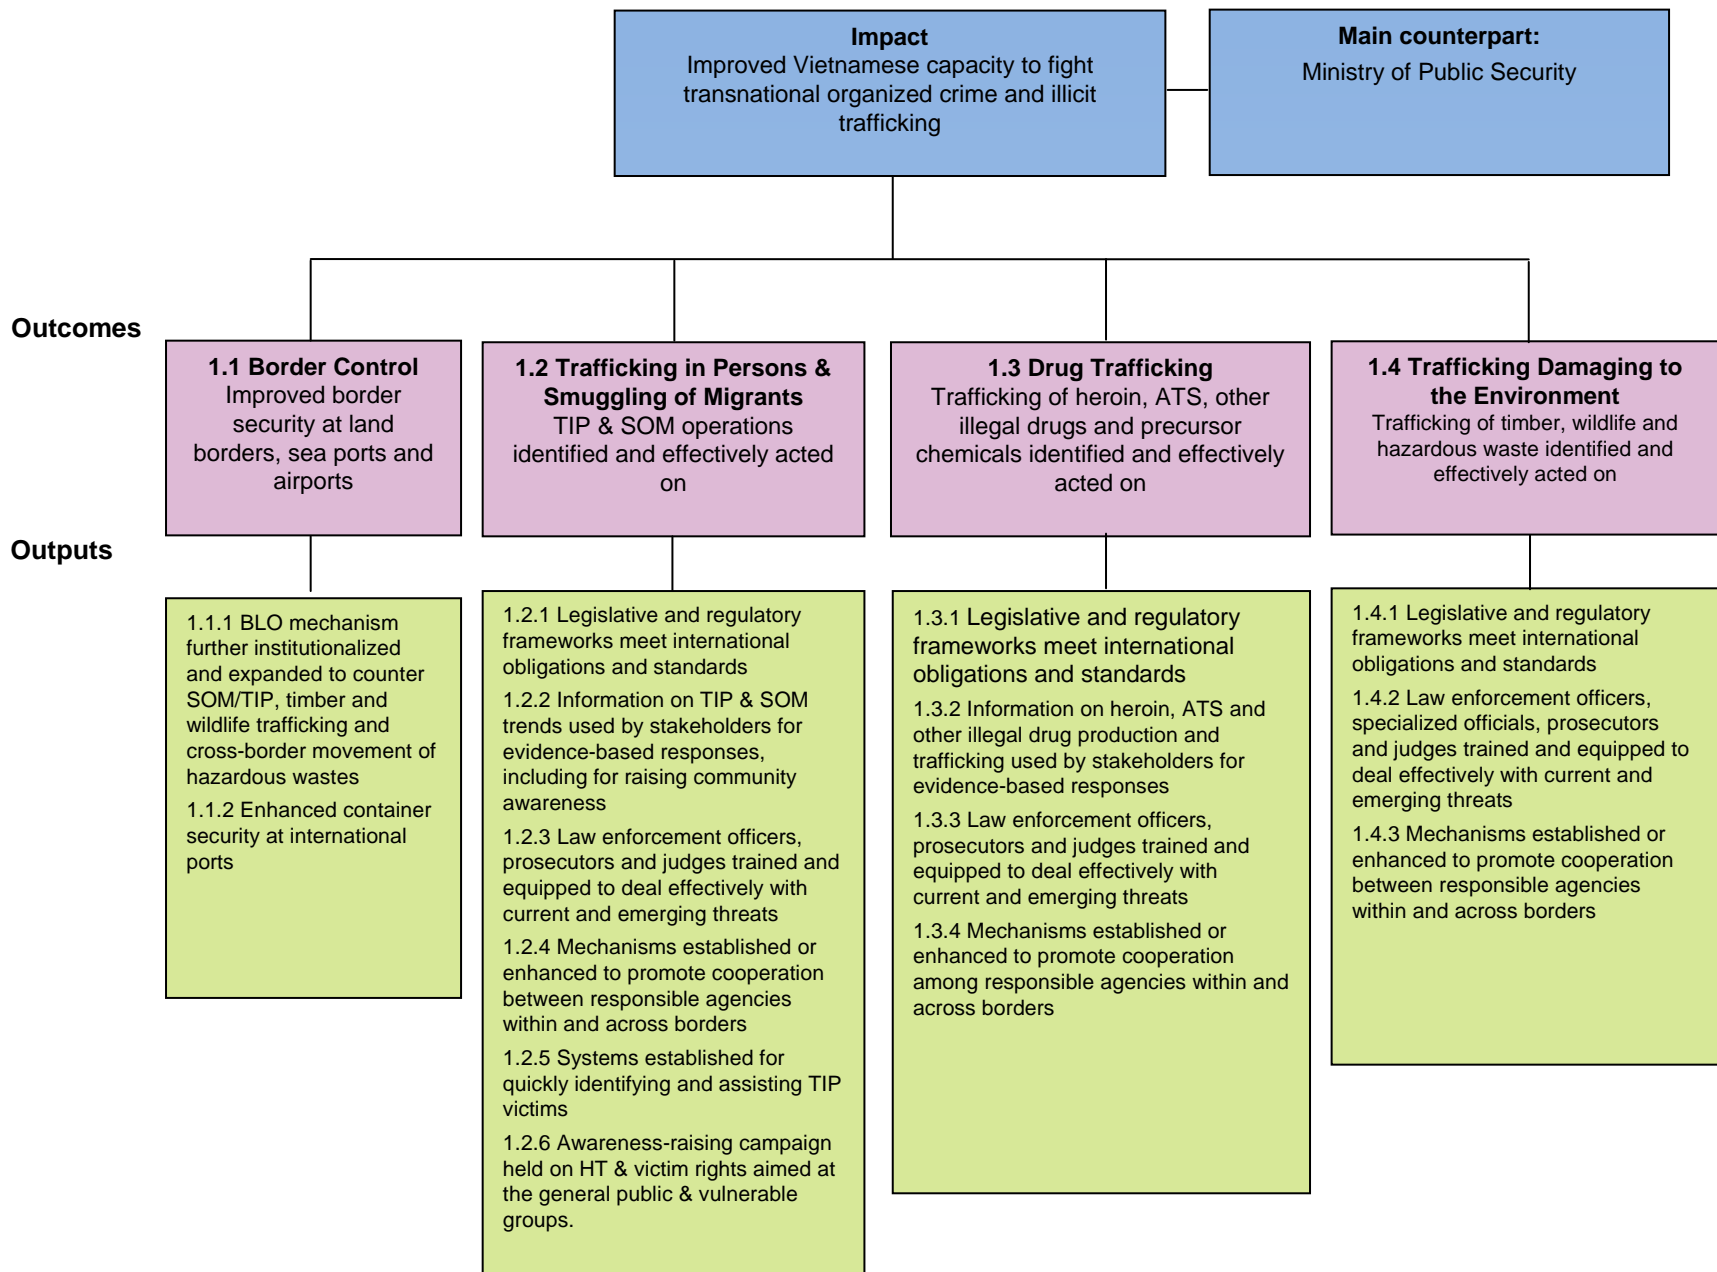 Impact
Improved Vietnamese capacity to fight
transnational organized crime and illicit
trafficking
Main counterpart:
Ministry of Public Security
Outcomes
1.1 Border Control
Improved border
security at land
borders, sea ports and
airports
1.2 Trafficking in Persons &
Smuggling of Migrants
TIP & SOM operations
identified and effectively acted
on
1.3 Drug Trafficking
Trafficking of heroin, ATS, other
illegal drugs and precursor
chemicals identified and effectively
acted on
1.4 Trafficking Damaging to
the Environment
Trafficking of timber, wildlife and
hazardous waste identified and
effectively acted on
Outputs
1.1.1 BLO mechanism
further institutionalized
and expanded to counter
SOM/TIP, timber and
wildlife trafficking and
cross-border movement of
hazardous wastes
1.1.2 Enhanced container
security at international
ports
1.2.1 Legislative and regulatory
frameworks meet international
obligations and standards
1.2.2 Information on TIP & SOM
trends used by stakeholders for
evidence-based responses,
including for raising community
awareness
1.2.3 Law enforcement officers,
prosecutors and judges trained and
equipped to deal effectively with
current and emerging threats
1.2.4 Mechanisms established or
enhanced to promote cooperation
between responsible agencies
within and across borders
1.2.5 Systems established for
quickly identifying and assisting TIP
victims
1.2.6 Awareness-raising campaign
held on HT & victim rights aimed at
the general public & vulnerable
groups.
1.3.1 Legislative and regulatory
frameworks meet international
obligations and standards
1.3.2 Information on heroin, ATS and
other illegal drug production and
trafficking used by stakeholders for
evidence-based responses
1.3.3 Law enforcement officers,
prosecutors and judges trained and
equipped to deal effectively with
current and emerging threats
1.3.4 Mechanisms established or
enhanced to promote cooperation
among responsible agencies within and
across borders
1.4.1 Legislative and regulatory
frameworks meet international
obligations and standards
1.4.2 Law enforcement officers,
specialized officials, prosecutors
and judges trained and equipped to
deal effectively with current and
emerging threats
1.4.3 Mechanisms established or
enhanced to promote cooperation
between responsible agencies
within and across borders